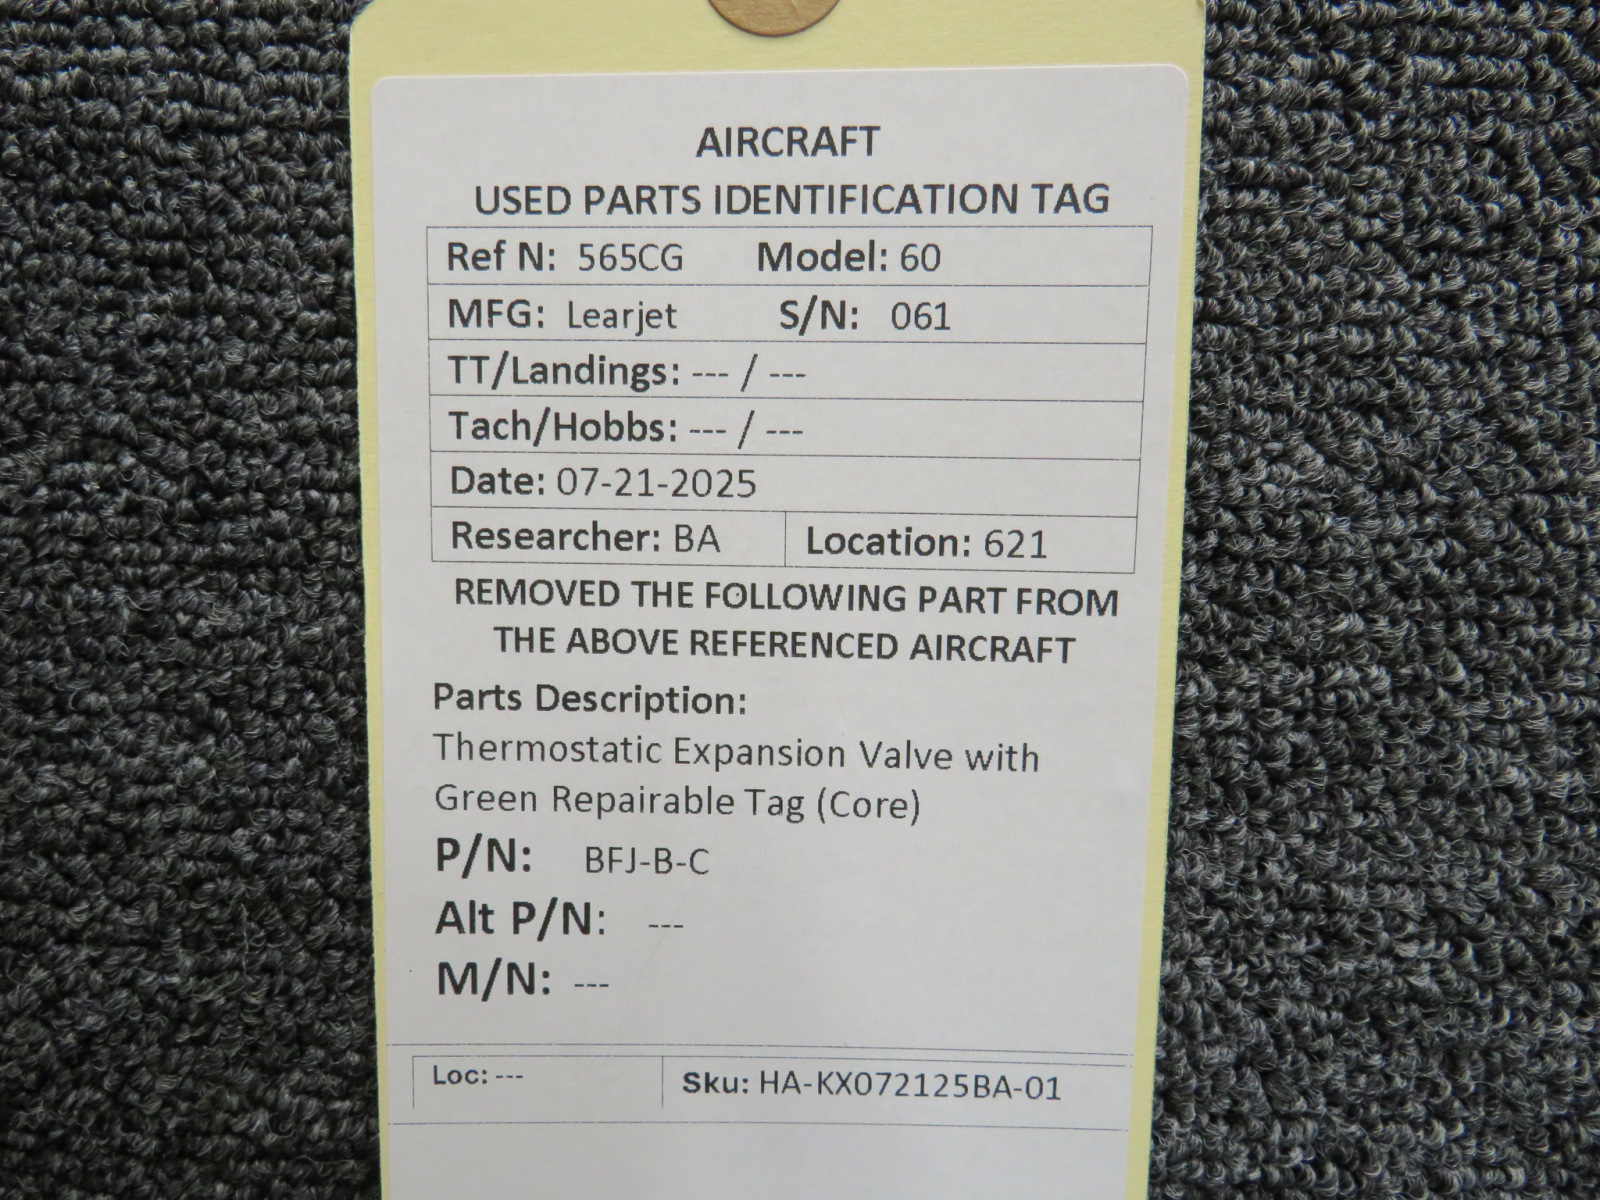 AIRCRAFT
USED PARTS IDENTIFICATION TAG
Ref N: 565CG Model: 60
MFG: Learjet S/N: 061
TT/Landings: --- / ---
Tach/Hobbs: --- / ---
Date: 07-21-2025
Researcher: BA Location: 621
REMOVED THE FOLLOWING PART FROM
THE ABOVE REFERENCED AIRCRAFT
Parts Description:
Thermostatic Expansion Valve with
Green Repairable Tag (Core)
P/N: BFJ-B-C
Alt P/N: ---
M/N: ---
Loc: --- Sku: HA-KX072125BA-01